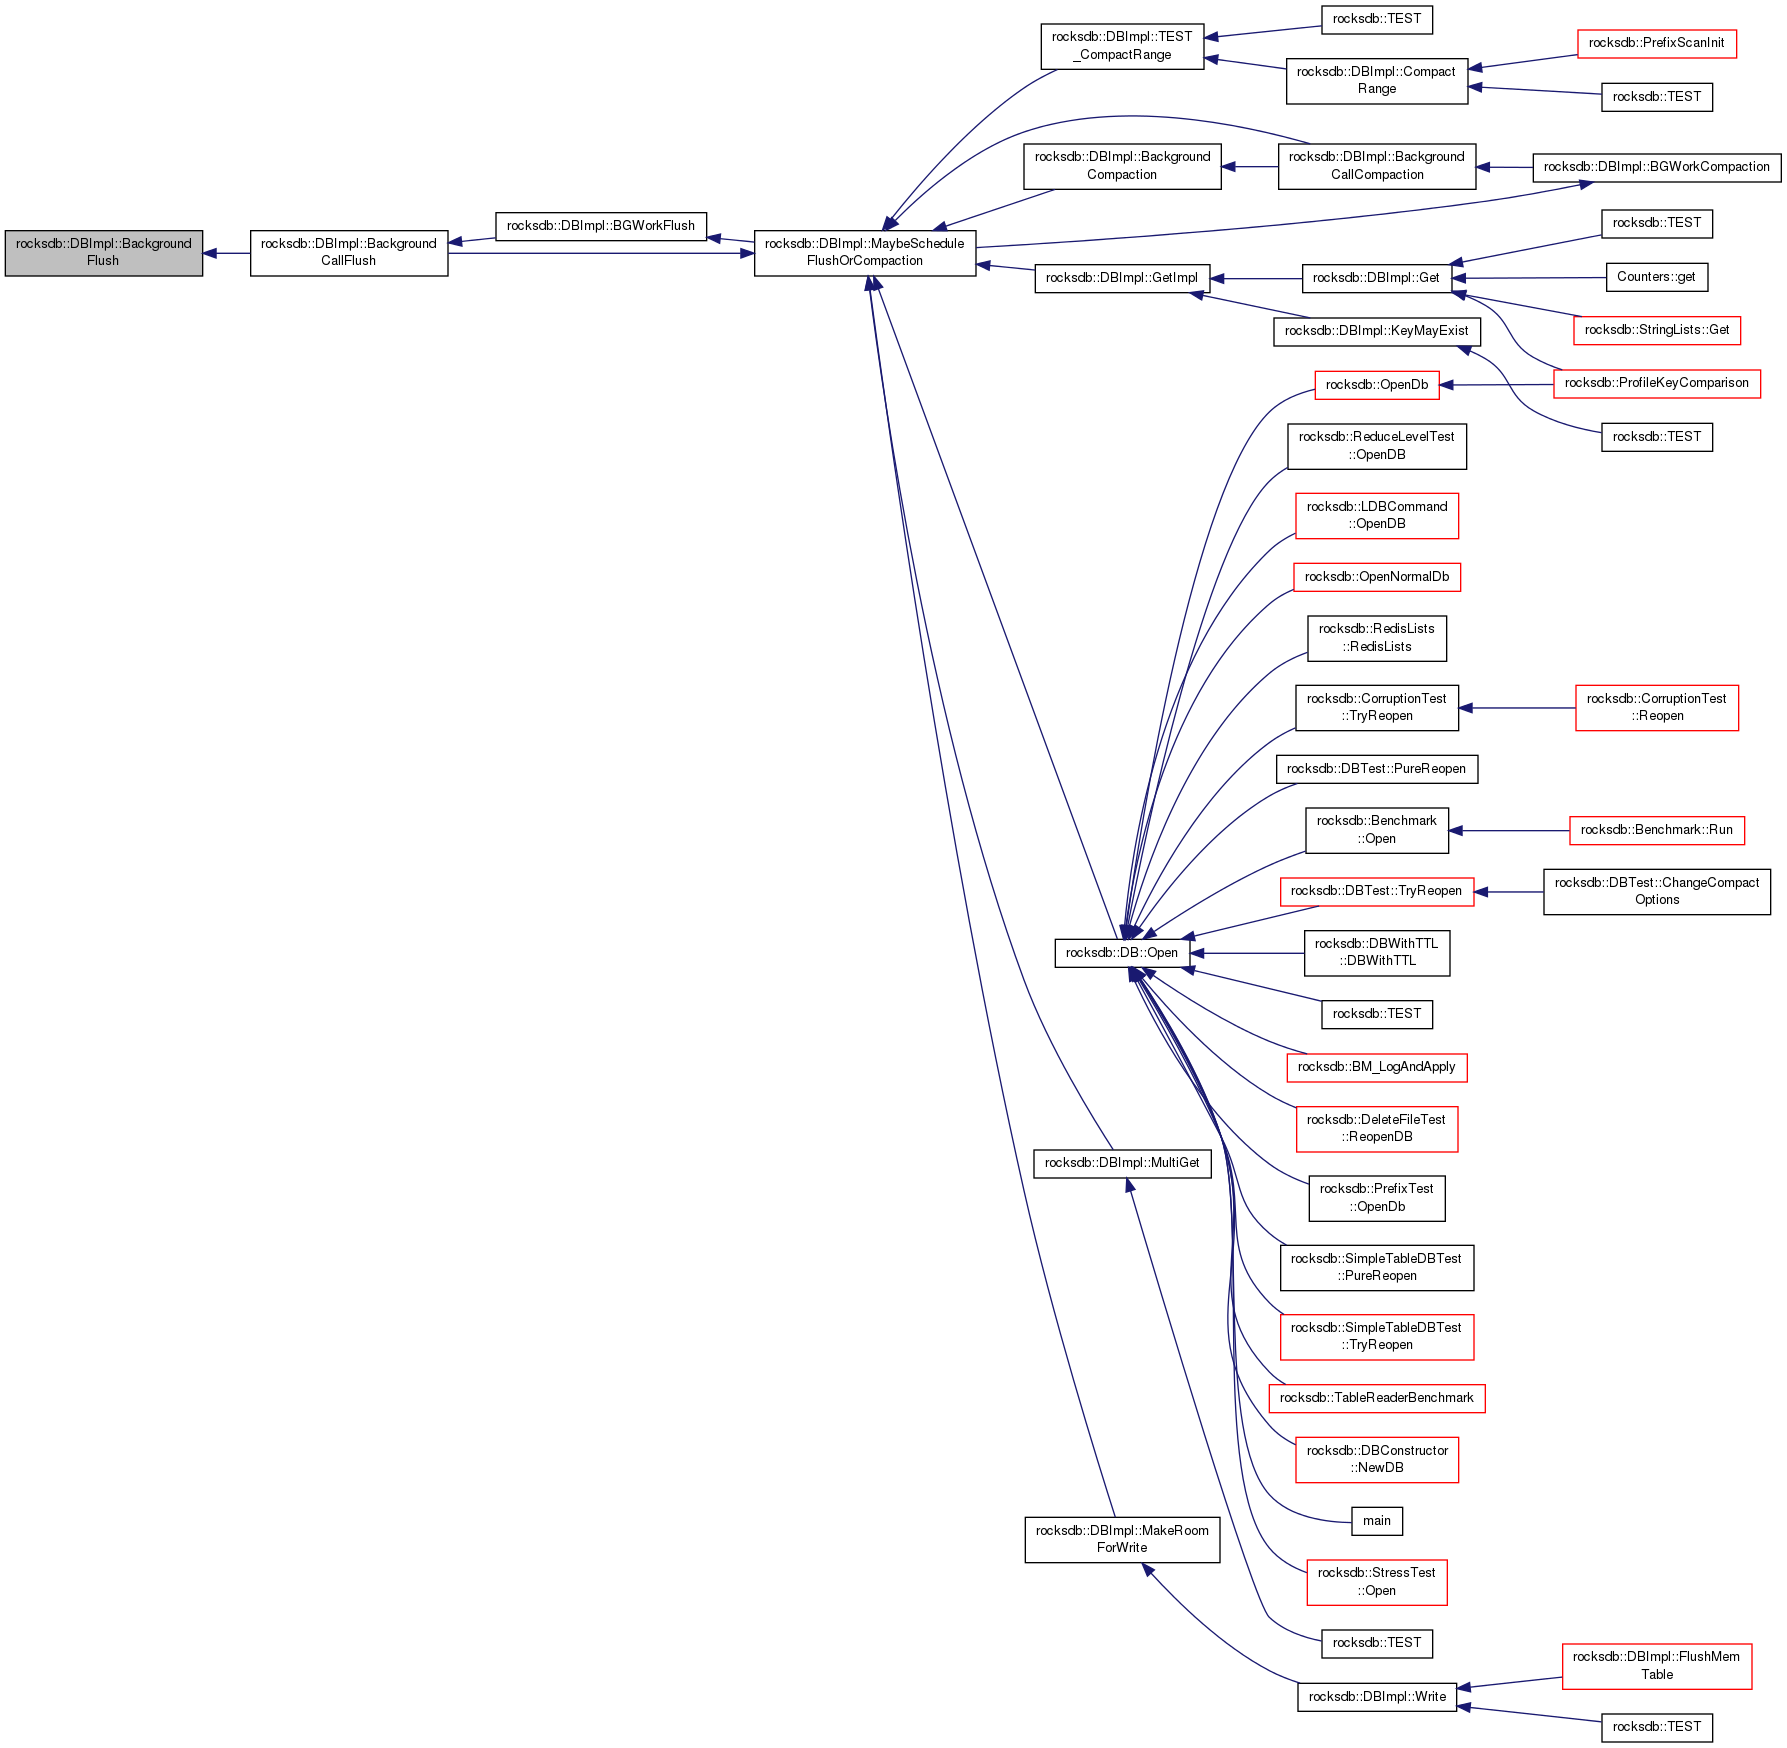 rocksdb::DBImpl::Background
Flush
rocksdb::DBImpl::Background
CallFlush
rocksdb::DBImpl::BGWorkFlush
rocksdb::DBImpl::MaybeSchedule
FlushOrCompaction
rocksdb::DBImpl::TEST
_CompactRange
rocksdb::TEST
rocksdb::DBImpl::Compact
Range
rocksdb::PrefixScanInit
rocksdb::TEST
rocksdb::DBImpl::Background
Compaction
rocksdb::DBImpl::Background
CallCompaction
rocksdb::DBImpl::BGWorkCompaction
rocksdb::DBImpl::GetImpl
rocksdb::DBImpl::Get
rocksdb::TEST
Counters::get
rocksdb::StringLists::Get
rocksdb::DBImpl::KeyMayExist
rocksdb::ProfileKeyComparison
rocksdb::TEST
rocksdb::OpenDb
rocksdb::ReduceLevelTest
::OpenDB
rocksdb::LDBCommand
::OpenDB
rocksdb::OpenNormalDb
rocksdb::RedisLists
::RedisLists
rocksdb::CorruptionTest
::TryReopen
rocksdb::CorruptionTest
::Reopen
rocksdb::DBTest::PureReopen
rocksdb::Benchmark
::Open
rocksdb::Benchmark::Run
rocksdb::DBTest::TryReopen
rocksdb::DBTest::ChangeCompact
Options
rocksdb::DB::Open
rocksdb::DBWithTTL
::DBWithTTL
rocksdb::TEST
rocksdb::BM_LogAndApply
rocksdb::DeleteFileTest
::ReopenDB
rocksdb::DBImpl::MultiGet
rocksdb::PrefixTest
::OpenDb
rocksdb::SimpleTableDBTest
::PureReopen
rocksdb::SimpleTableDBTest
::TryReopen
rocksdb::TableReaderBenchmark
rocksdb::DBConstructor
::NewDB
main
rocksdb::DBImpl::MakeRoom
ForWrite
rocksdb::StressTest
::Open
rocksdb::TEST
rocksdb::DBImpl::Write
rocksdb::DBImpl::FlushMem
Table
rocksdb::TEST